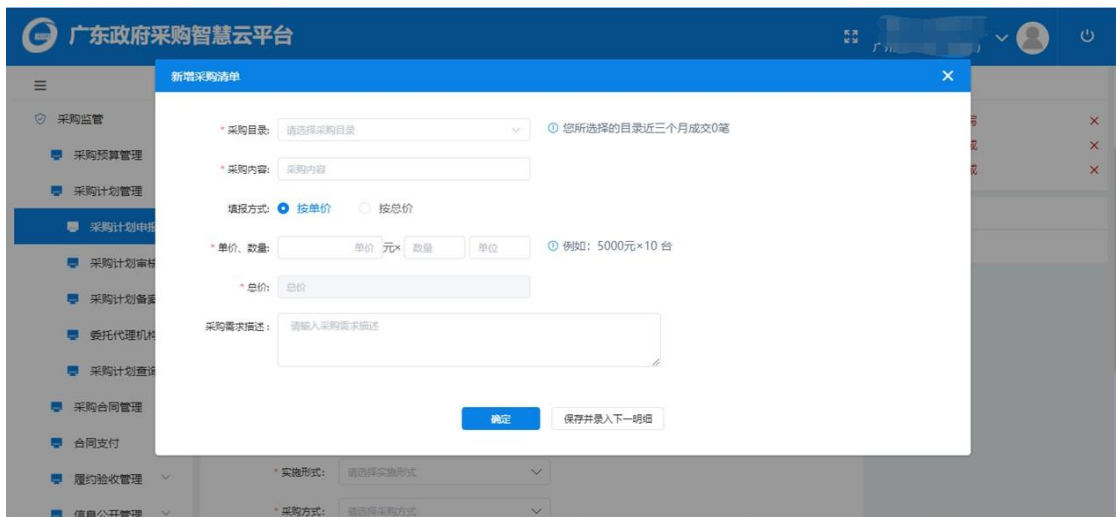 广东政府采购智慧云平台
新增采购清单
采购监管
采购预算管理
采购计划管理
采购计划申报
采购计划审核
采购计划备案
委托代理机构
采购计划查询
采购合同管理
合同支付
履约验收管理
信息公开管理
* 采购目录: 请选择采购目录
您所选择的目录近三个月成交0笔
* 采购内容: 采购内容
填报方式: 按单价 按总价
* 单价、数量: 单价 元× 数量 单位
例如：5000元×10 台
* 总价: 总价
采购需求描述： 请输入采购需求描述
确定 保存并录入下一明细
* 实施形式： 请选择实施形式
* 采购方式： 请选择采购方式